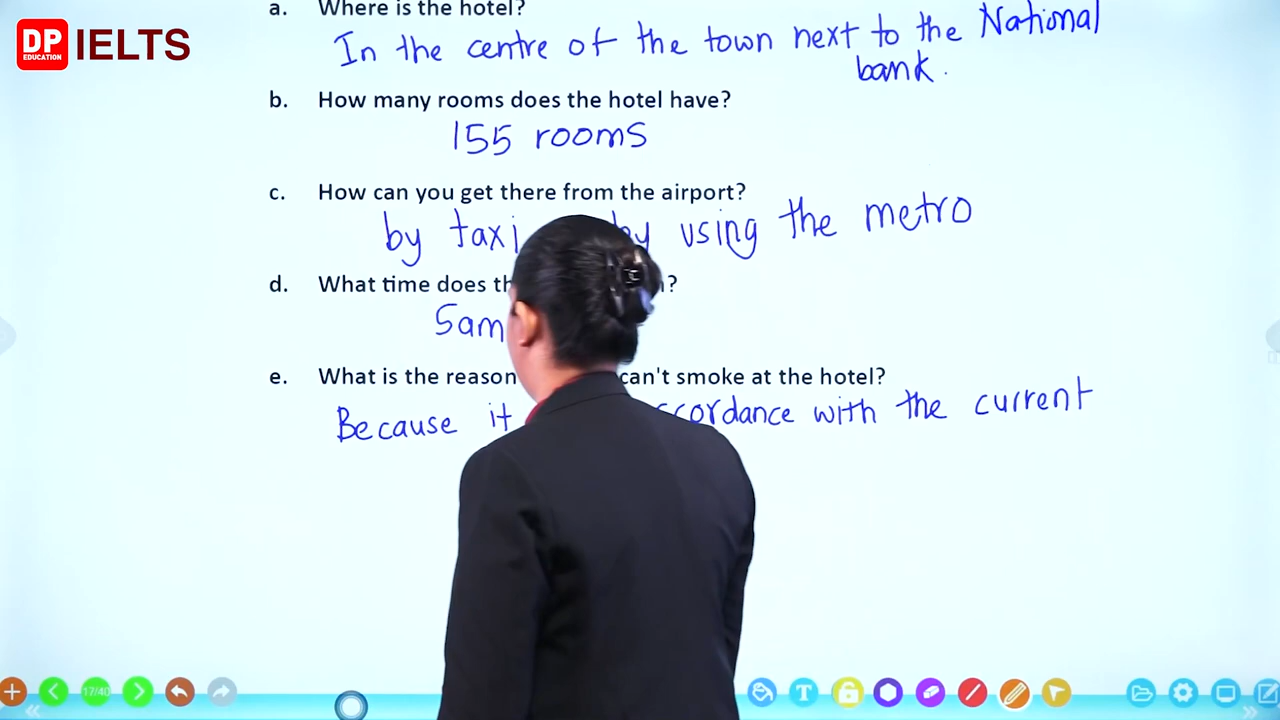 DP EDUCATION IELTS
a. Where is the hotel?
In the centre of the town next to the National
bank.
b. How many rooms does the hotel have?
155 rooms
c. How can you get there from the airport?
by taxi by using the metro
d. What time does ?
5am
e. What is the reason can't smoke at the hotel?
Because it with the current
17/40
T